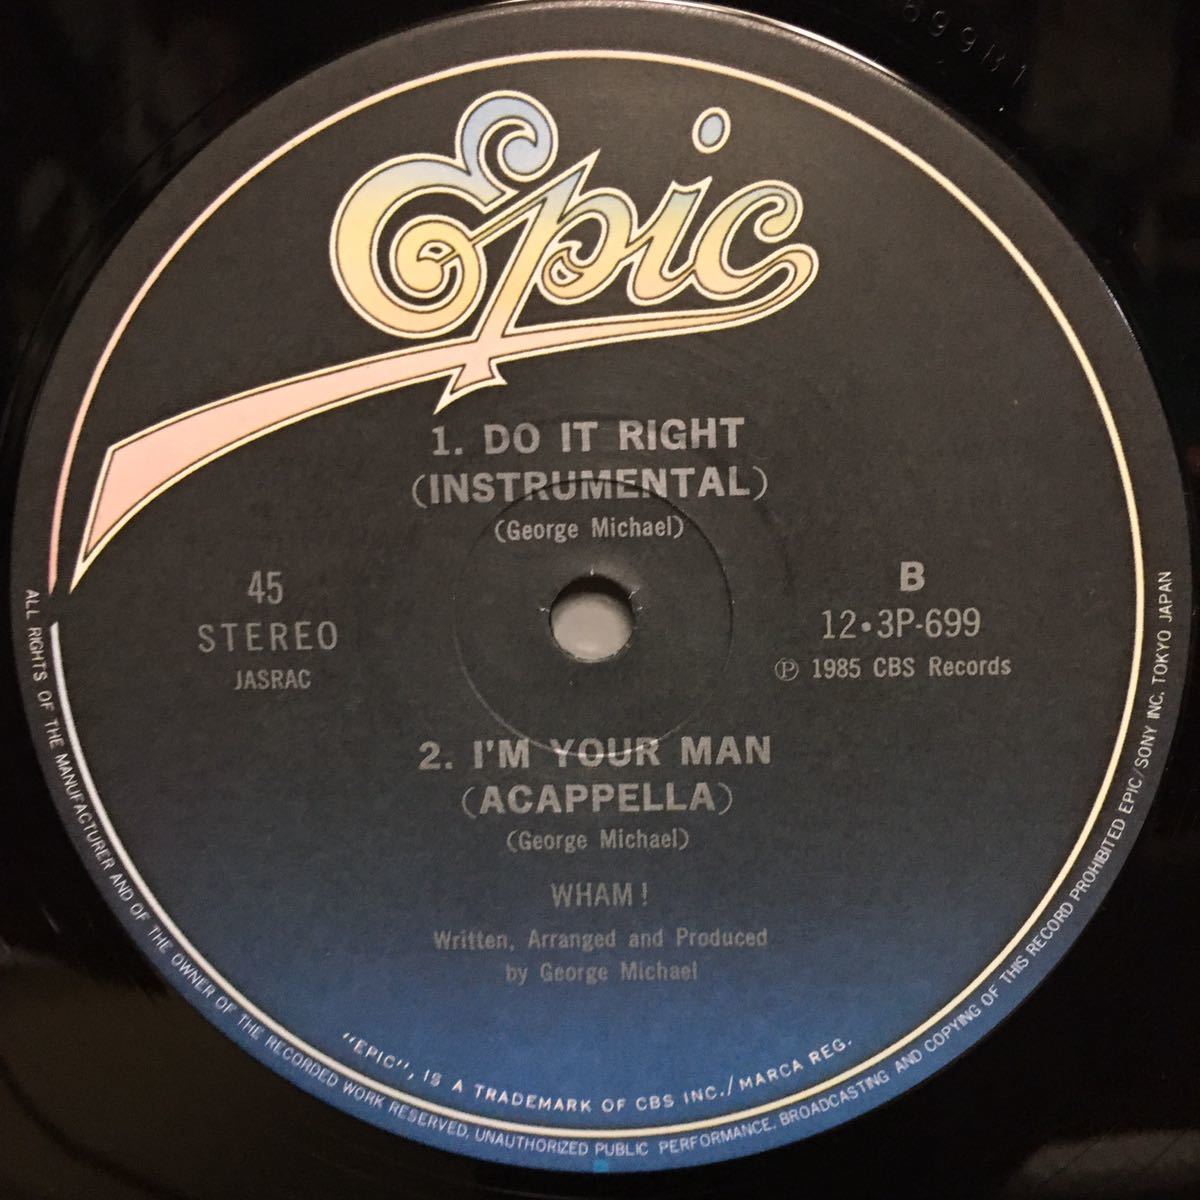 Epic
1. DO IT RIGHT
(INSTRUMENTAL)
(George Michael)
45
STEREO
JASRAC
B
12・3P-699
Ⓟ 1985 CBS Records
2. I'M YOUR MAN
(ACAPPELLA)
(George Michael)
WHAM!
Written, Arranged and Produced
by George Michael
"EPIC", IS A TRADEMARK OF CBS INC./MARCA REG.
ALL RIGHTS OF THE MANUFACTURER AND OF THE OWNER OF THE RECORDED WORK RESERVED, UNAUTHORIZED PUBLIC PERFORMANCE, BROADCASTING AND COPYING OF THIS RECORD PROHIBITED EPIC/SONY INC. TOKYO JAPAN